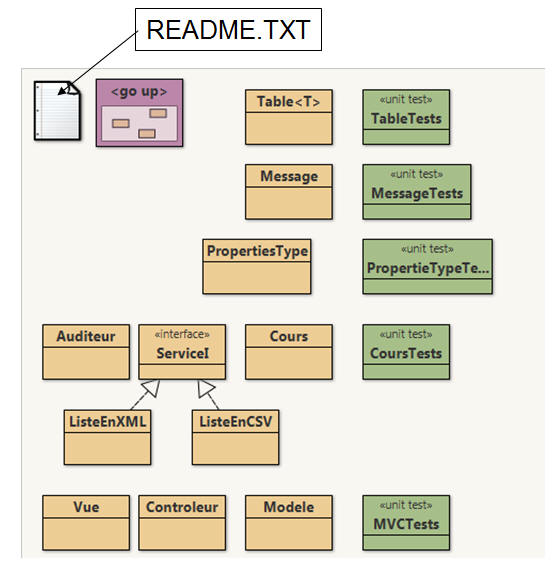 README.TXT
<go up>
Table<T>
«unit test»
TableTests
Message
«unit test»
MessageTests
PropertiesType
«unit test»
PropertieTypeTe...
Auditeur
«interface»
ServiceI
Cours
«unit test»
CoursTests
ListeEnXML
ListeEnCSV
Vue
Controleur
Modele
«unit test»
MVCTests